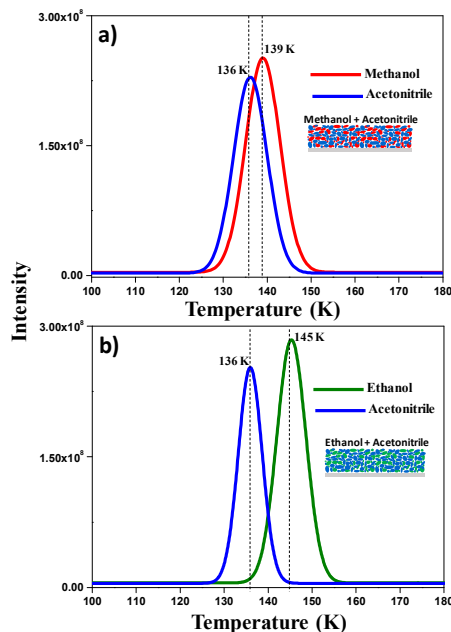 a)
3.00x10⁸
1.50x10⁸
0.00
136 K
139 K
Methanol
Acetonitrile
Methanol + Acetonitrile
100 110 120 130 140 150 160 170 180
Temperature (K)
Intensity
b)
3.00x10⁸
1.50x10⁸
0.00
136 K
145 K
Ethanol
Acetonitrile
Ethanol + Acetonitrile
100 110 120 130 140 150 160 170 180
Temperature (K)